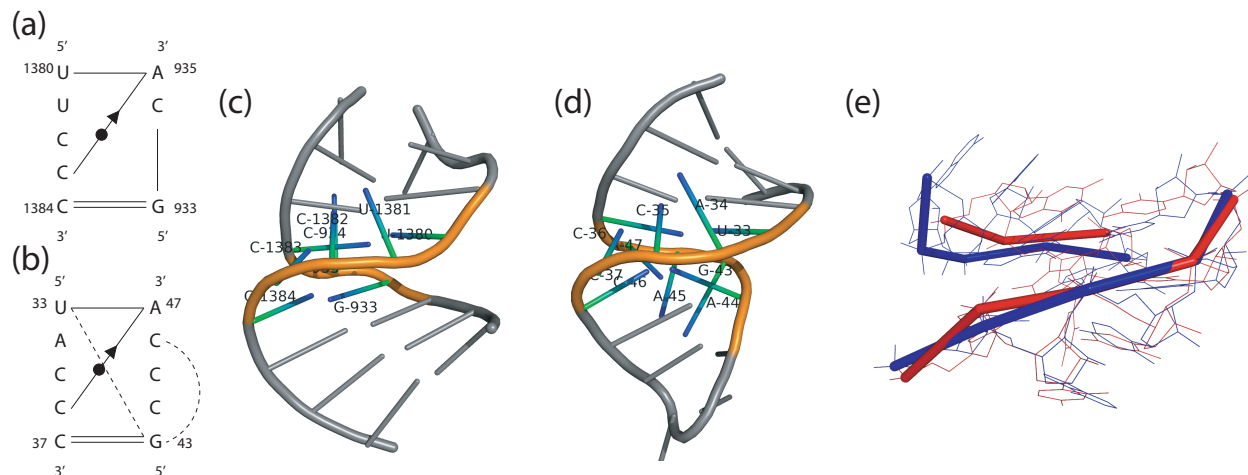 (a)
5′ 3′
1380 U A 935
U C
C
C
1384 C G 933
3′ 5′
(b)
5′ 3′
33 U A 47
A C
C C
C C
37 C G 43
3′ 5′
(c)
C-1382
U-1381
C-934
C-1383
C-1384
G-933
(d)
A-34
C-35
C-36
U-33
-47
C-37
C-46
G-43
A-45
A-44
(e)